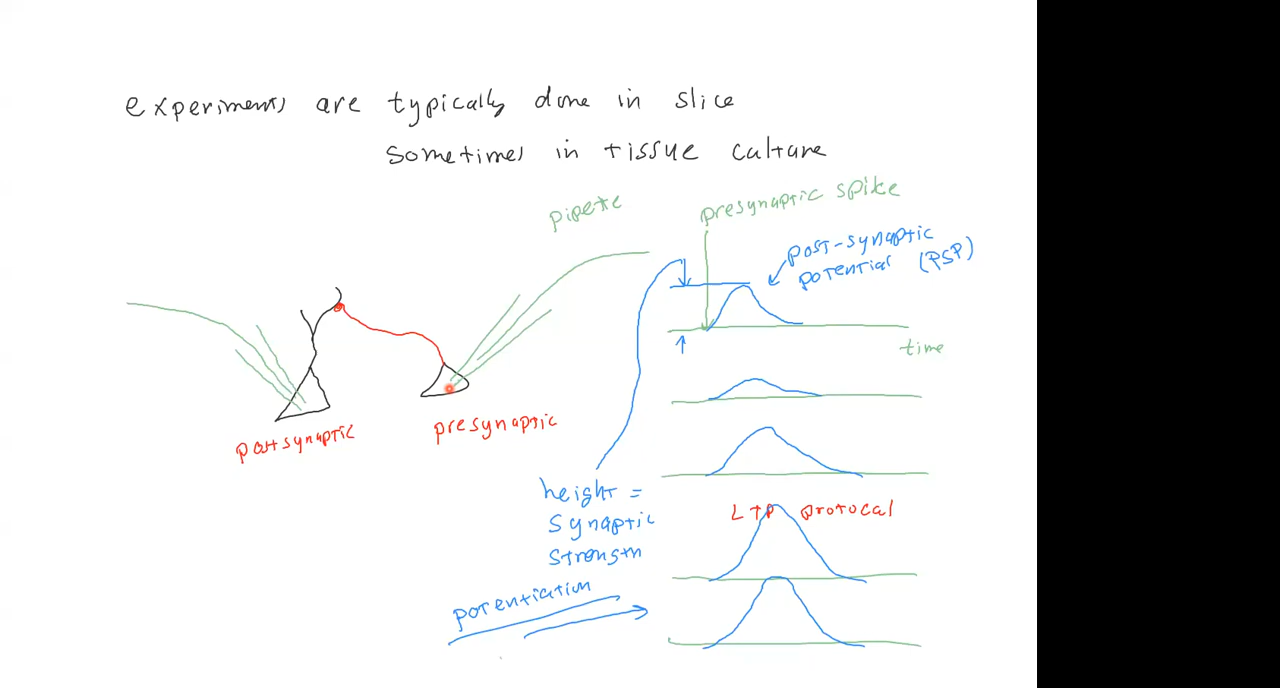 experiments are typically done in slice
sometimes in tissue culture
pipete
presynaptic spike
post-synaptic
potential (PSP)
time
postsynaptic
presynaptic
height =
synaptic
strength
LTP protocal
potentiation